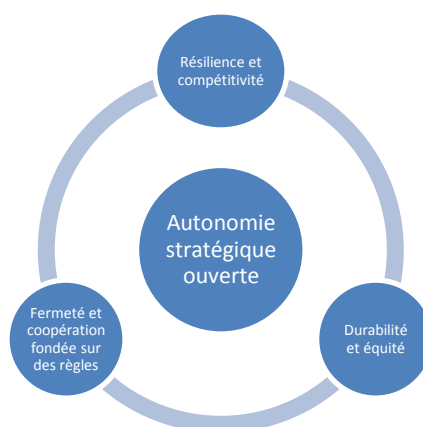 Résilience et
compétitivité
Autonomie
stratégique
ouverte
Fermeté et
coopération
fondée sur
des règles
Durabilité
et équité